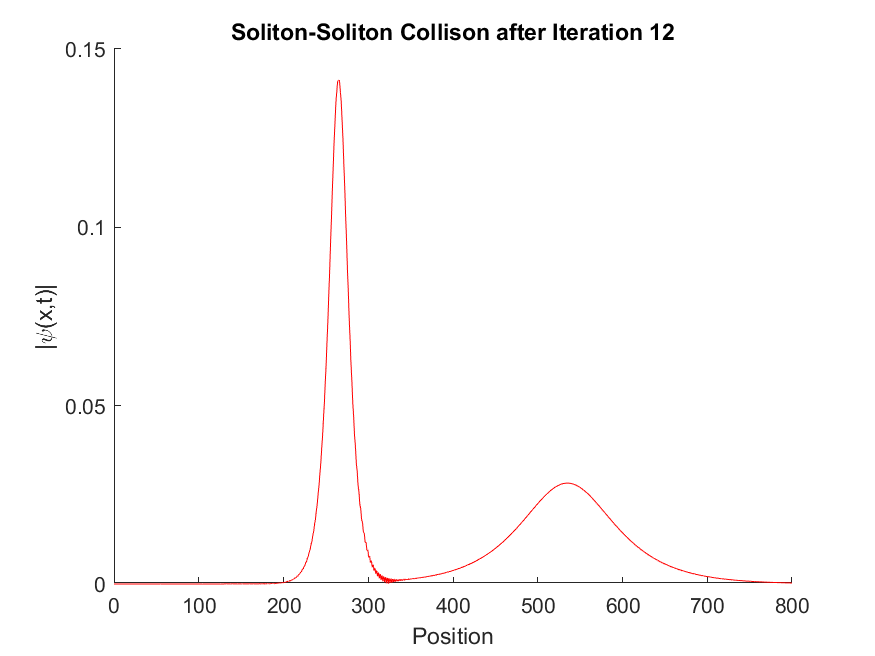 Soliton-Soliton Collison after Iteration 12
0.15
0.1
0.05
0
|ψ(x,t)|
0 100 200 300 400 500 600 700 800
Position